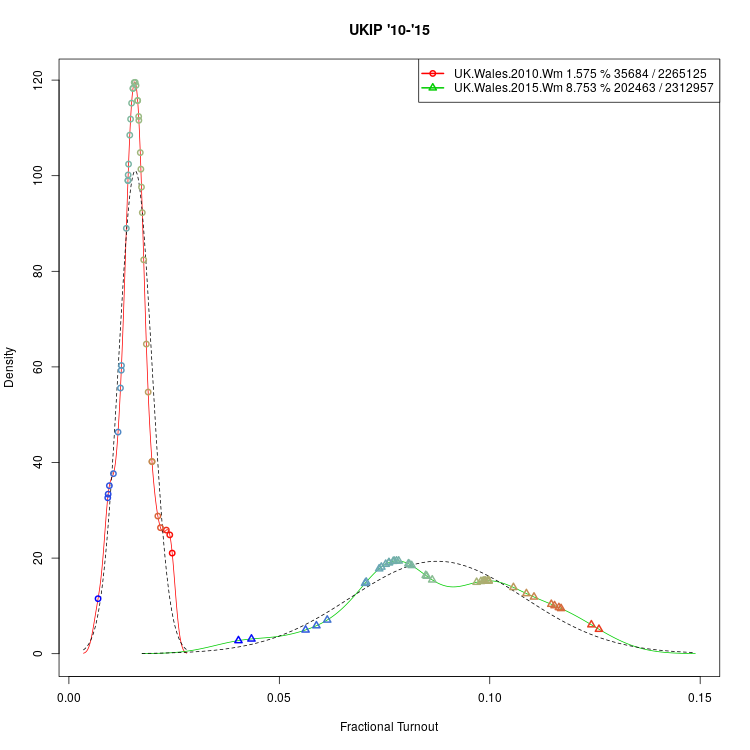 UKIP '10-'15
UK.Wales.2010.Wm 1.575 % 35684 / 2265125
UK.Wales.2015.Wm 8.753 % 202463 / 2312957
Density
120
100
80
60
40
20
0
0.00 0.05 0.10 0.15
Fractional Turnout